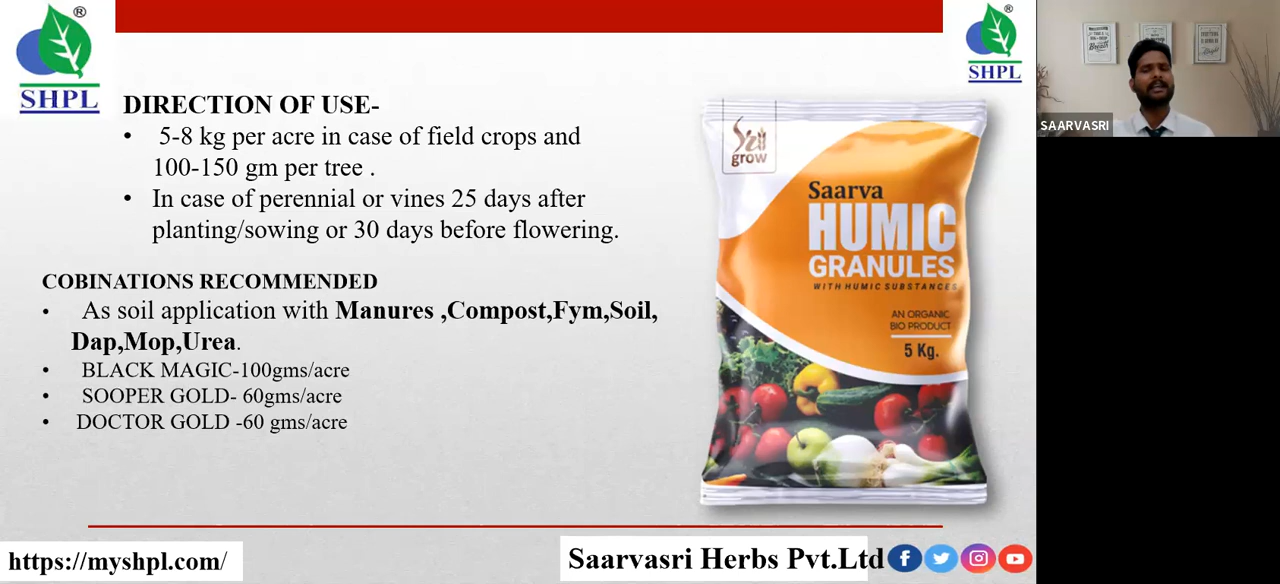 ®
SHPL
®
SHPL
DIRECTION OF USE-
• 5-8 kg per acre in case of field crops and
100-150 gm per tree .
• In case of perennial or vines 25 days after
planting/sowing or 30 days before flowering.
COBINATIONS RECOMMENDED
• As soil application with Manures ,Compost,Fym,Soil,
Dap,Mop,Urea.
• BLACK MAGIC-100gms/acre
• SOOPER GOLD- 60gms/acre
• DOCTOR GOLD -60 gms/acre
grow
Saarva
HUMIC
GRANULES
WITH HUMIC SUBSTANCES
AN ORGANIC
BIO PRODUCT
5 Kg.
https://myshpl.com/
Saarvasri Herbs Pvt.Ltd
SAARVASRI